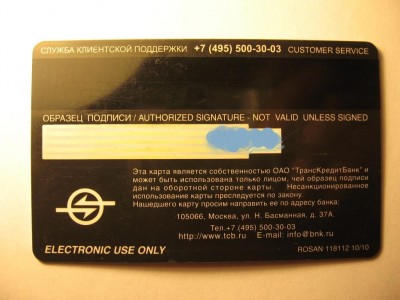 СЛУЖБА КЛИЕНТСКОЙ ПОДДЕРЖКИ +7 (495) 500-30-03 CUSTOMER SERVICE
ОБРАЗЕЦ ПОДПИСИ / AUTHORIZED SIGNATURE - NOT VALID UNLESS SIGNED
Эта карта является собственностью ОАО "ТрансКредитБанк" и
может быть использована только лицом, чей образец подписи
дан на оборотной стороне карты. Несанкционированное
использование карты преследуется по закону.
Нашедшего карту просим направить ее по адресу банка:
105066, Москва, ул. Н. Басманная, д. 37А.
Тел.+7 (495) 500-30-03
http://www.tcb.ru E-mail: info@bnk.ru
ELECTRONIC USE ONLY
ROSAN 118112 10/10